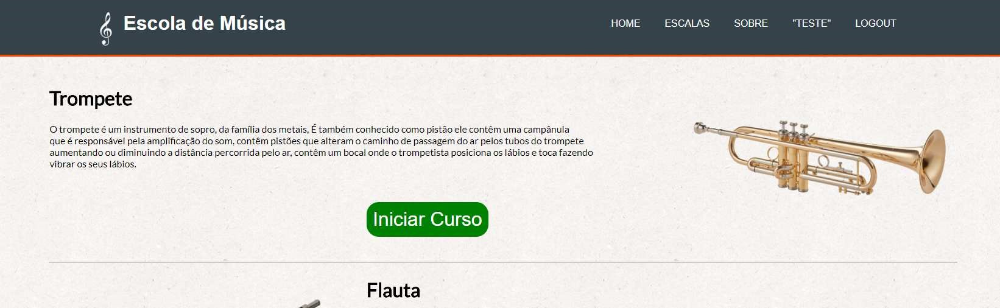 Escola de Música
HOME
ESCALAS
SOBRE
"TESTE"
LOGOUT
Trompete
O trompete é um instrumento de sopro, da família dos metais, É também conhecido como pistão ele contêm uma campânula
que é responsável pela amplificação do som, contêm pistões que alteram o caminho de passagem do ar pelos tubos do trompete
aumentando ou diminuindo a distância percorrida pelo ar, contêm um bocal onde o trompetista posiciona os lábios e toca fazendo
vibrar os seus lábios.
Iniciar Curso
Flauta